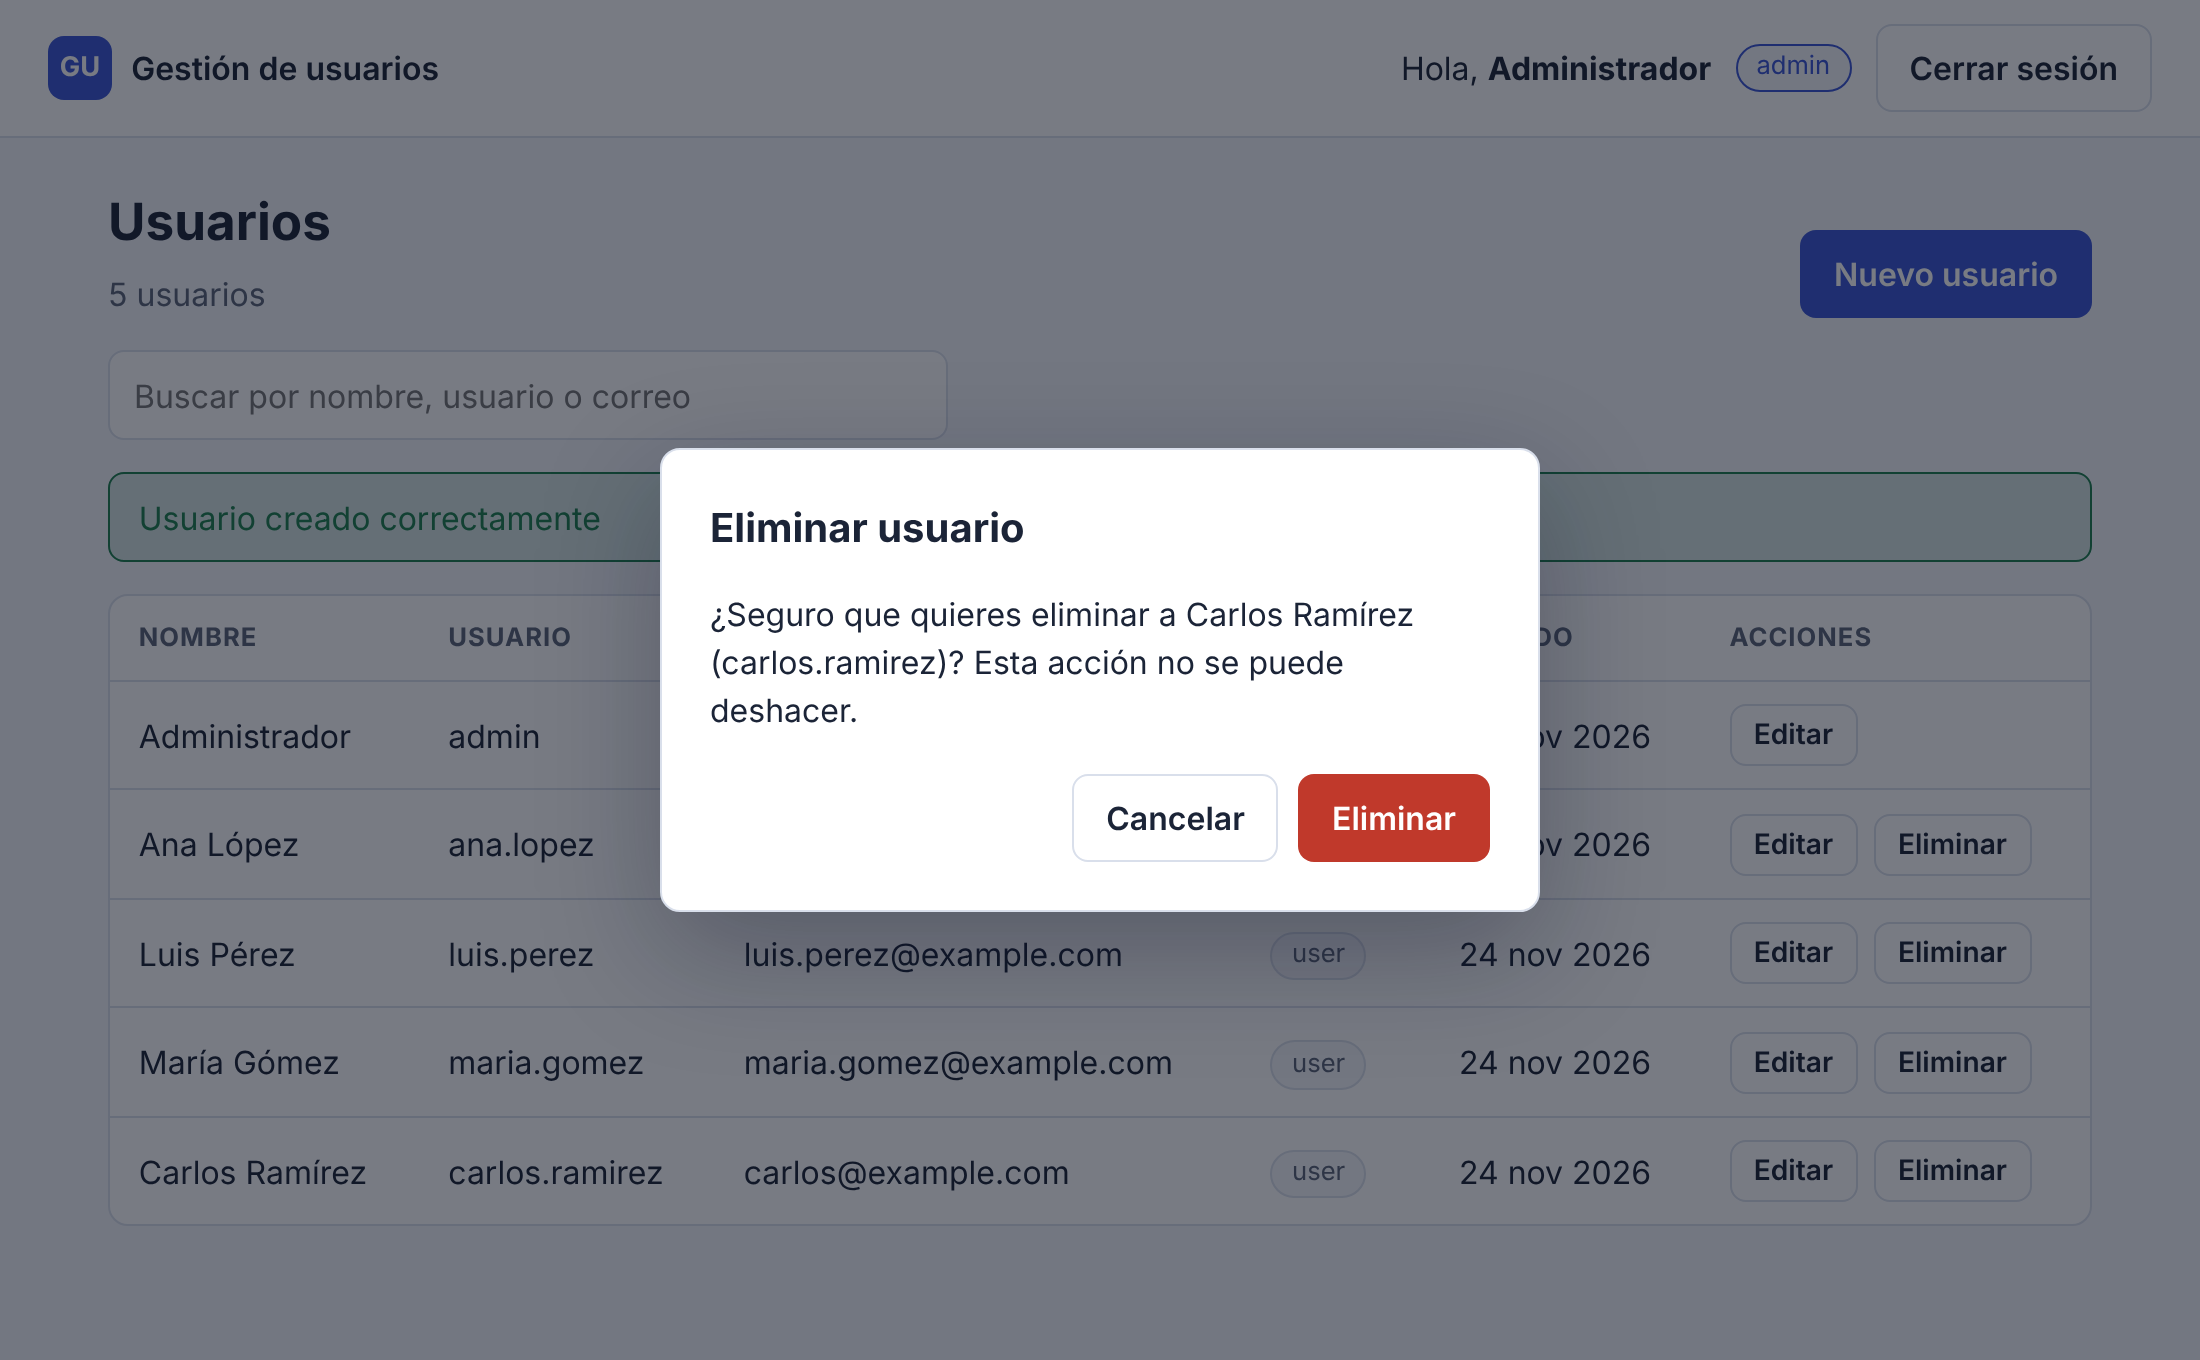 GU Gestión de usuarios
Hola, Administrador admin Cerrar sesión
Usuarios
5 usuarios
Nuevo usuario
Buscar por nombre, usuario o correo
Usuario creado correctamente
Eliminar usuario
¿Seguro que quieres eliminar a Carlos Ramírez
(carlos.ramirez)? Esta acción no se puede
deshacer.
Cancelar Eliminar
NOMBRE USUARIO ACCIONES
Administrador admin 2026 Editar
Ana López ana.lopez 2026 Editar Eliminar
Luis Pérez luis.perez luis.perez@example.com user 24 nov 2026 Editar Eliminar
María Gómez maria.gomez maria.gomez@example.com user 24 nov 2026 Editar Eliminar
Carlos Ramírez carlos.ramirez carlos@example.com user 24 nov 2026 Editar Eliminar